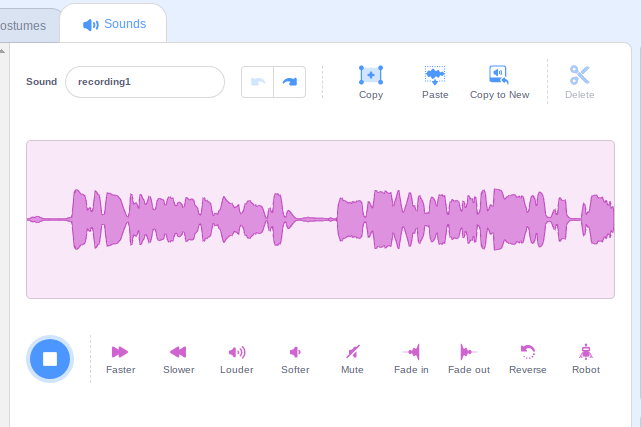 ostumes
Sounds
Sound
recording1
Copy
Paste
Copy to New
Delete
Faster
Slower
Louder
Softer
Mute
Fade in
Fade out
Reverse
Robot